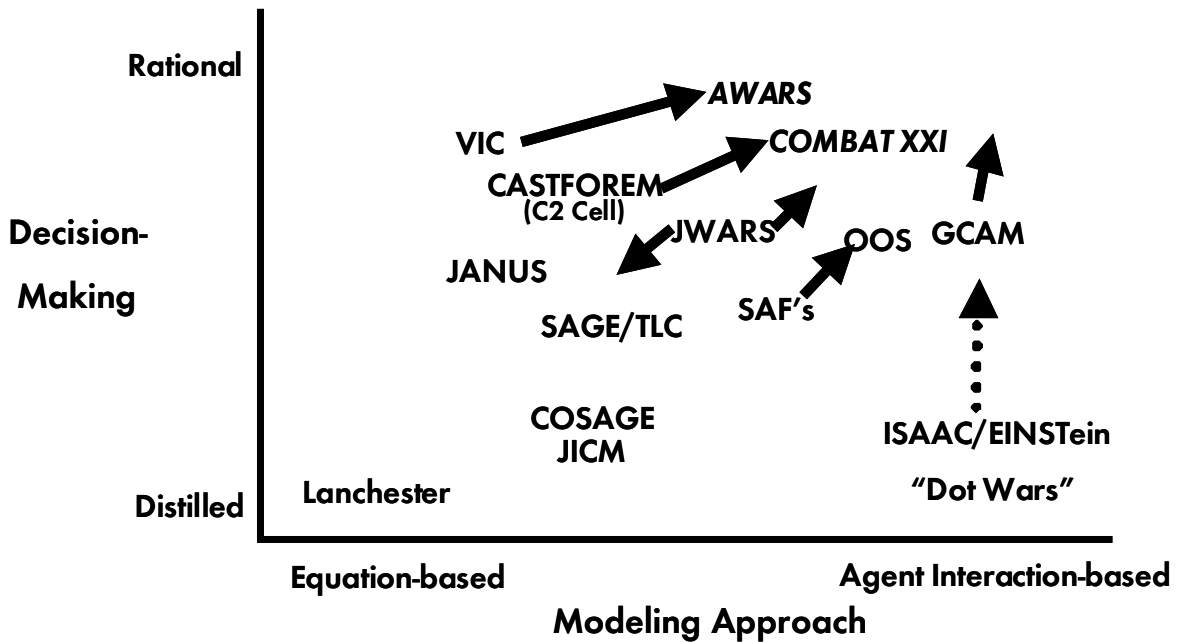 Rational
AWARS
VIC
COMBAT XXI
CASTFOREM
(C2 Cell)
Decision-
Making
JWARS
OOS
GCAM
JANUS
SAF's
SAGE/TLC
COSAGE
JICM
ISAAC/EINSTein
"Dot Wars"
Lanchester
Distilled
Equation-based
Agent Interaction-based
Modeling Approach